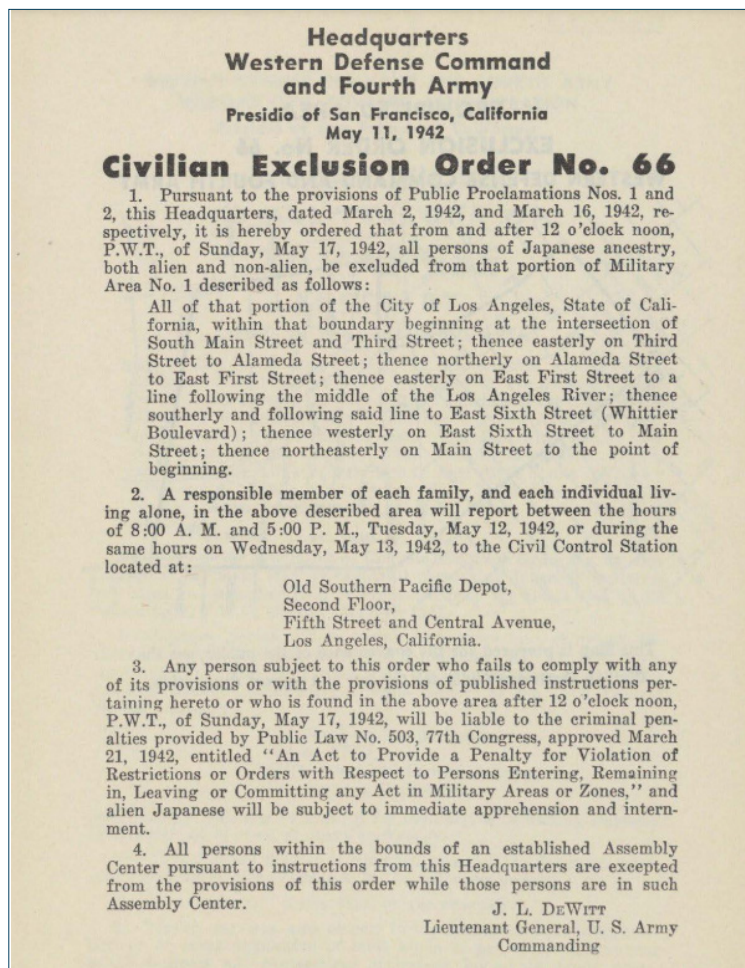 Headquarters
Western Defense Command
and Fourth Army
Presidio of San Francisco, California
May 11, 1942
Civilian Exclusion Order No. 66
1. Pursuant to the provisions of Public Proclamations Nos. 1 and
2, this Headquarters, dated March 2, 1942, and March 16, 1942, re-
spectively, it is hereby ordered that from and after 12 o'clock noon,
P.W.T., of Sunday, May 17, 1942, all persons of Japanese ancestry,
both alien and non-alien, be excluded from that portion of Military
Area No. 1 described as follows:
All of that portion of the City of Los Angeles, State of Cali-
fornia, within that boundary beginning at the intersection of
South Main Street and Third Street; thence easterly on Third
Street to Alameda Street; thence northerly on Alameda Street
to East First Street; thence easterly on East First Street to a
line following the middle of the Los Angeles River; thence
southerly and following said line to East Sixth Street (Whittier
Boulevard); thence westerly on East Sixth Street to Main
Street; thence northeasterly on Main Street to the point of
beginning.
2. A responsible member of each family, and each individual liv-
ing alone, in the above described area will report between the hours
of 8:00 A. M. and 5:00 P. M., Tuesday, May 12, 1942, or during the
same hours on Wednesday, May 13, 1942, to the Civil Control Station
located at:
Old Southern Pacific Depot,
Second Floor,
Fifth Street and Central Avenue,
Los Angeles, California.
3. Any person subject to this order who fails to comply with any
of its provisions or with the provisions of published instructions per-
taining hereto or who is found in the above area after 12 o'clock noon,
P.W.T., of Sunday, May 17, 1942, will be liable to the criminal pen-
alties provided by Public Law No. 503, 77th Congress, approved March
21, 1942, entitled "An Act to Provide a Penalty for Violation of
Restrictions or Orders with Respect to Persons Entering, Remaining
in, Leaving or Committing any Act in Military Areas or Zones," and
alien Japanese will be subject to immediate apprehension and intern-
ment.
4. All persons within the bounds of an established Assembly
Center pursuant to instructions from this Headquarters are excepted
from the provisions of this order while those persons are in such
Assembly Center.
J. L. DEWITT
Lieutenant General, U. S. Army
Commanding